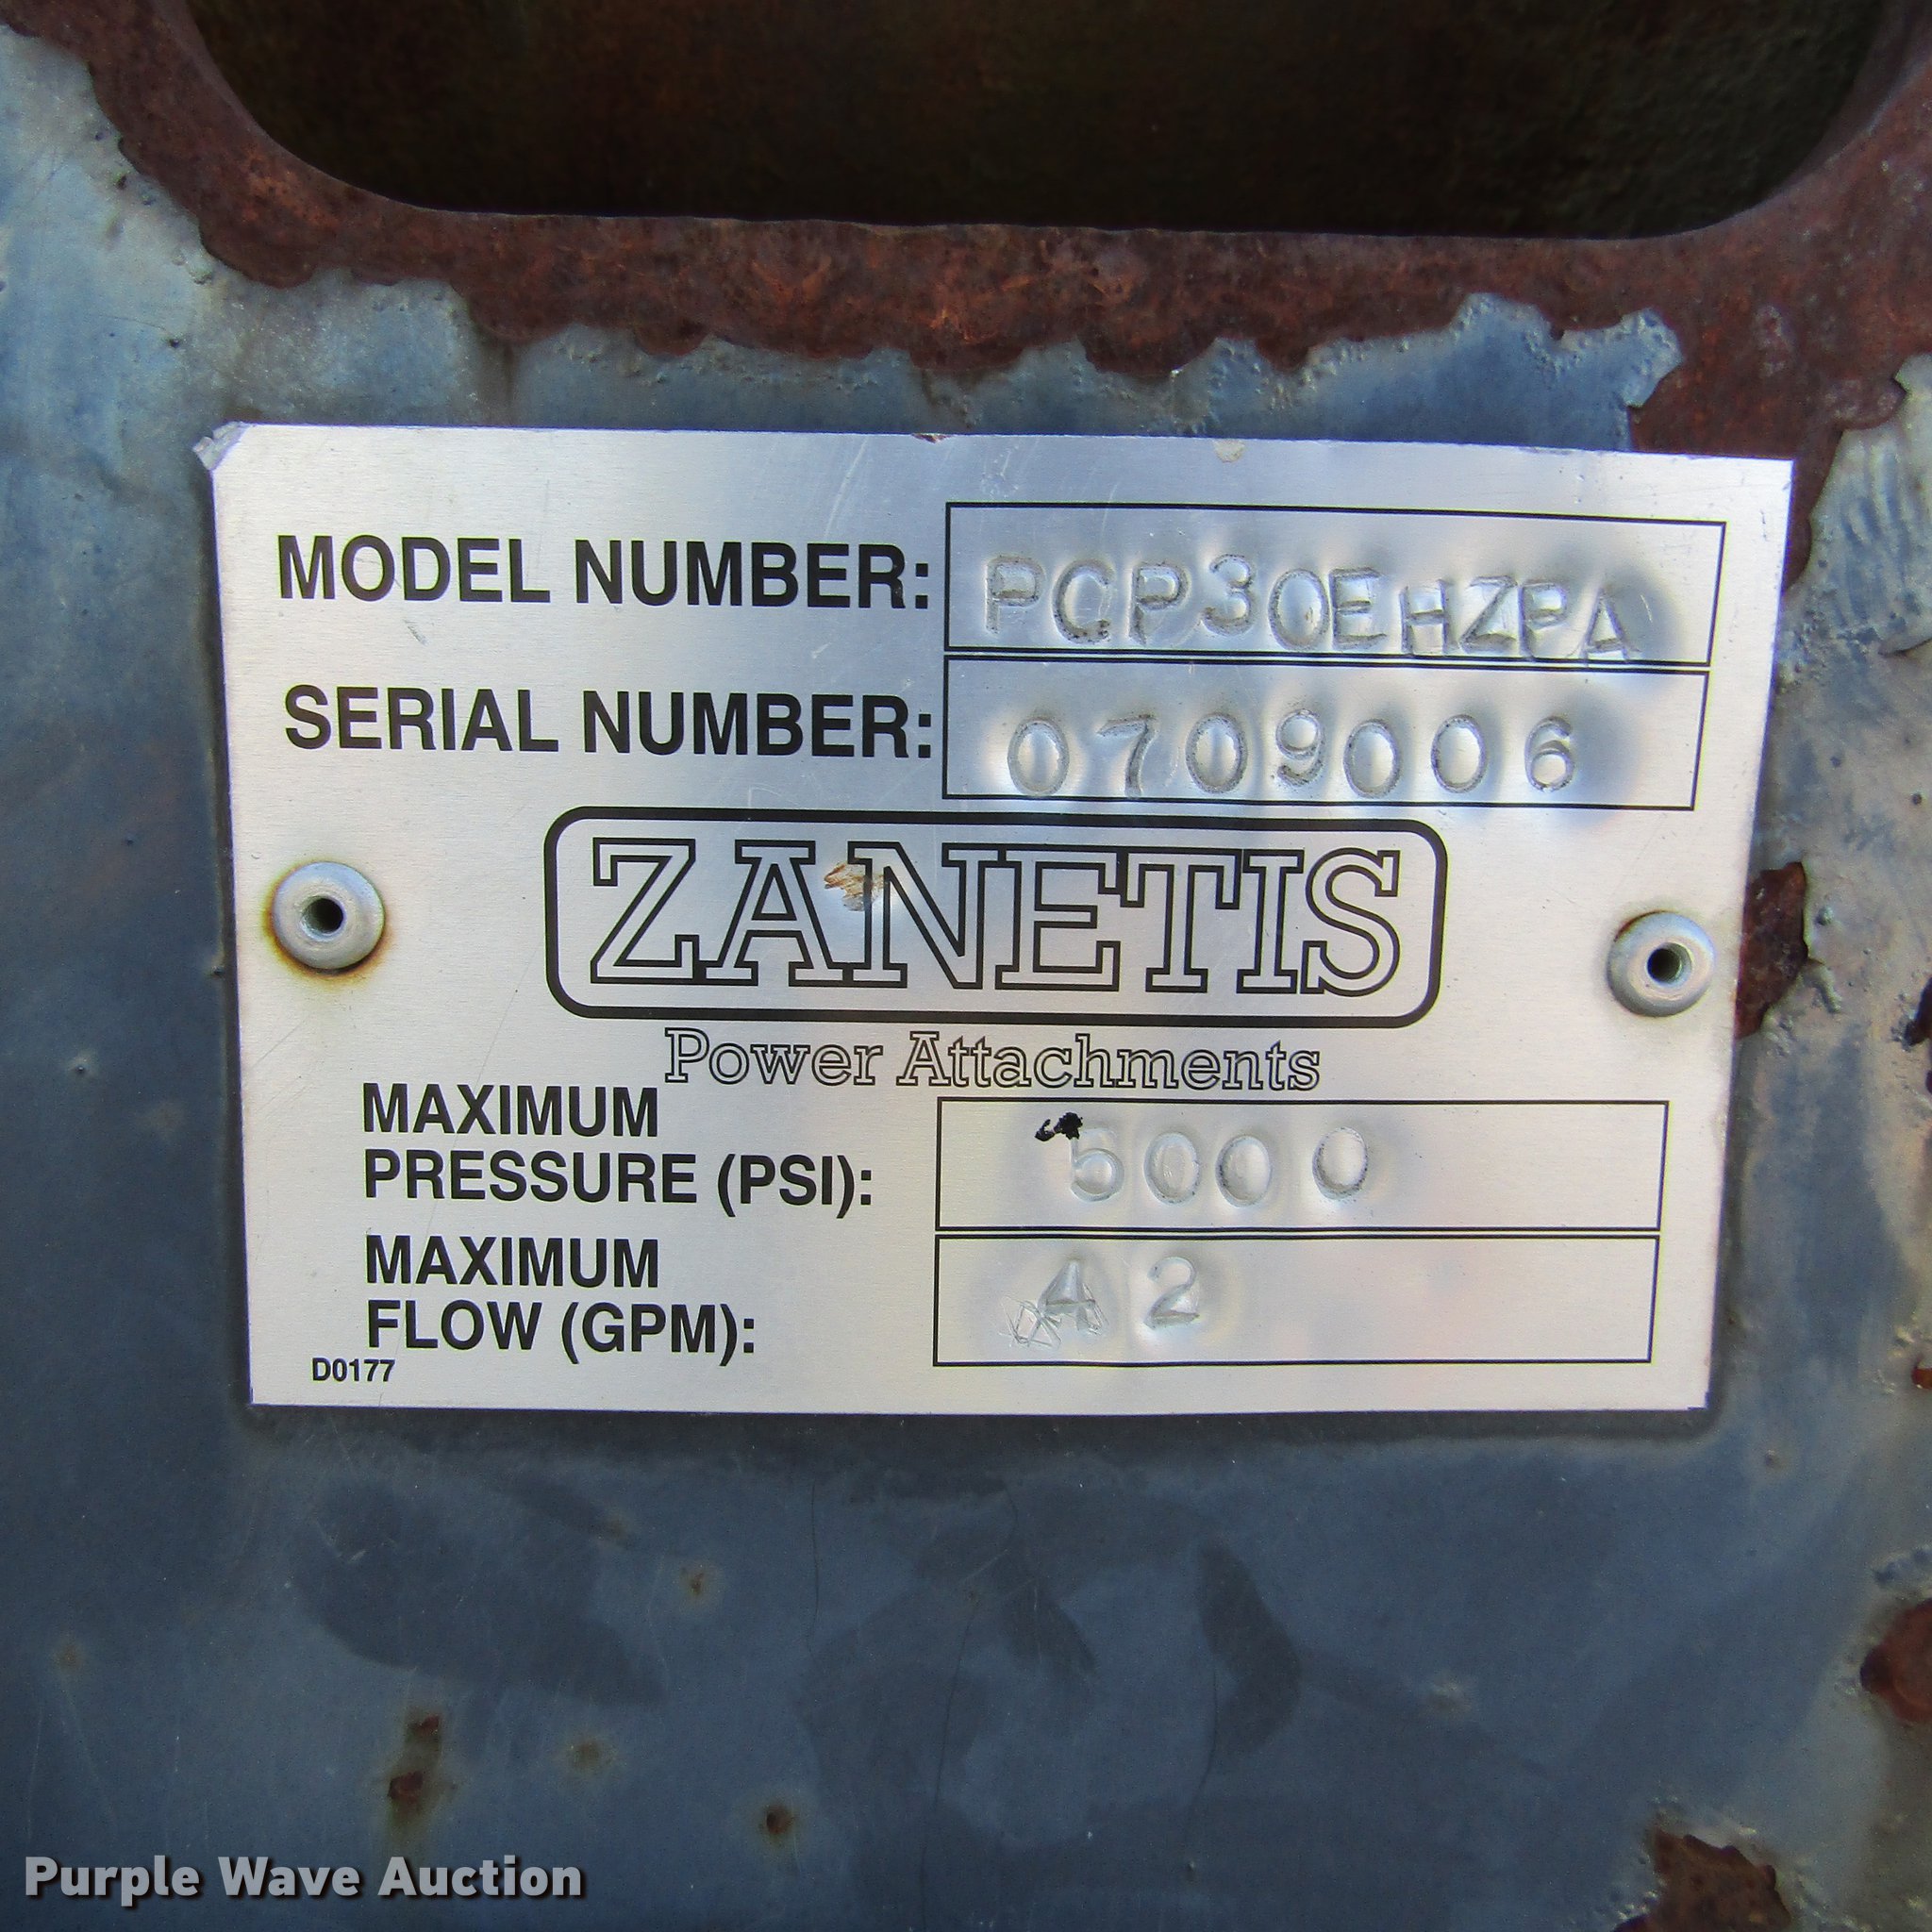 MODEL NUMBER: PCP30EHZPA
SERIAL NUMBER: 0709006
ZANETIS
Power Attachments
MAXIMUM
PRESSURE (PSI): 5000
MAXIMUM
FLOW (GPM): 42
D0177
Purple Wave Auction